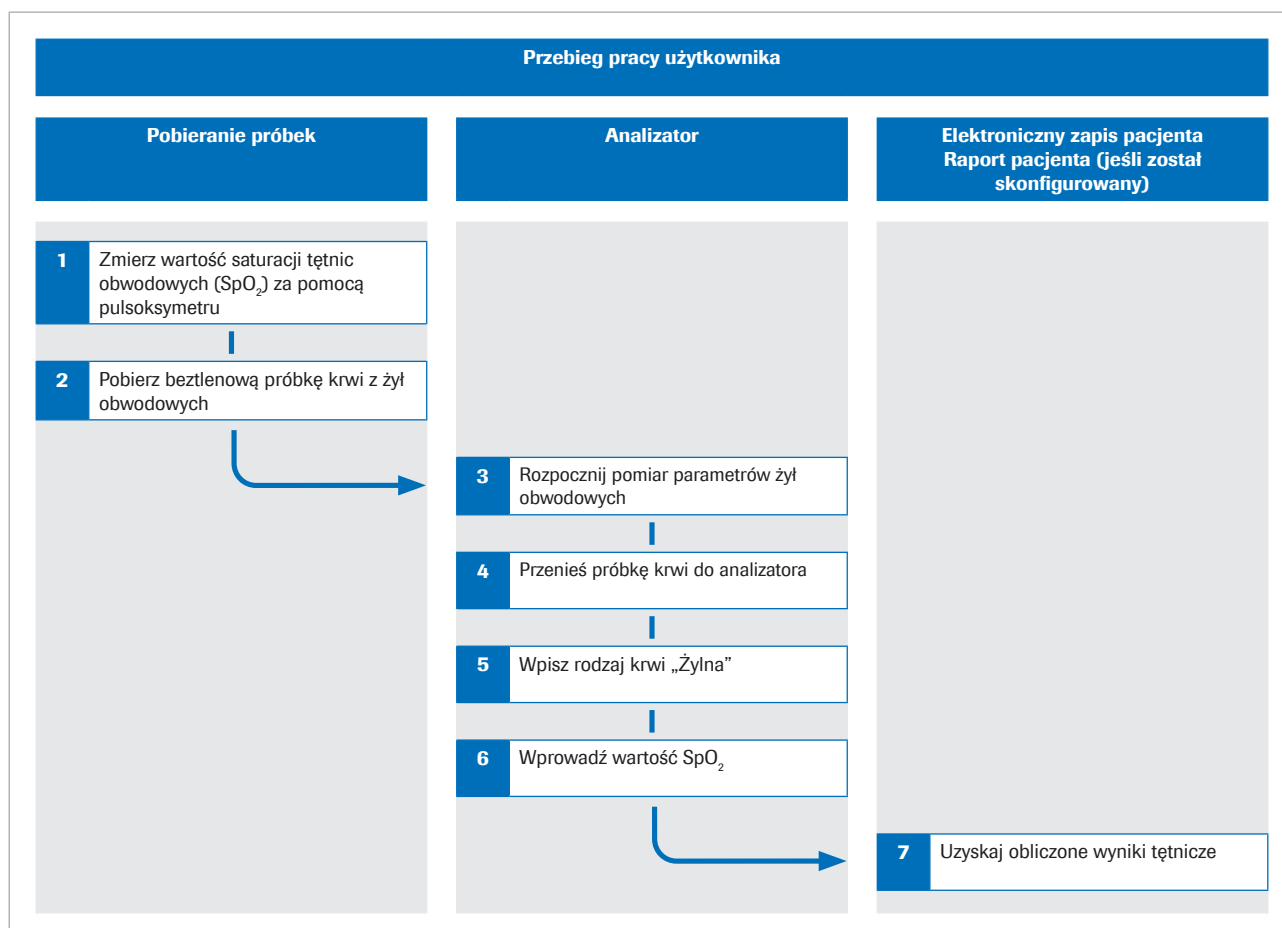 Przebieg pracy użytkownika
Pobieranie próbek
Analizator
Elektroniczny zapis pacjenta
Raport pacjenta (jeśli został
skonfigurowany)
1 Zmierz wartość saturacji tętnic
obwodowych (SpO₂) za pomocą
pulsoksymetru
2 Pobierz beztlenową próbkę krwi z żył
obwodowych
3 Rozpocznij pomiar parametrów żył
obwodowych
4 Przenieś próbkę krwi do analizatora
5 Wpisz rodzaj krwi „Żylna”
6 Wprowadź wartość SpO₂
7 Uzyskaj obliczone wyniki tętnicze